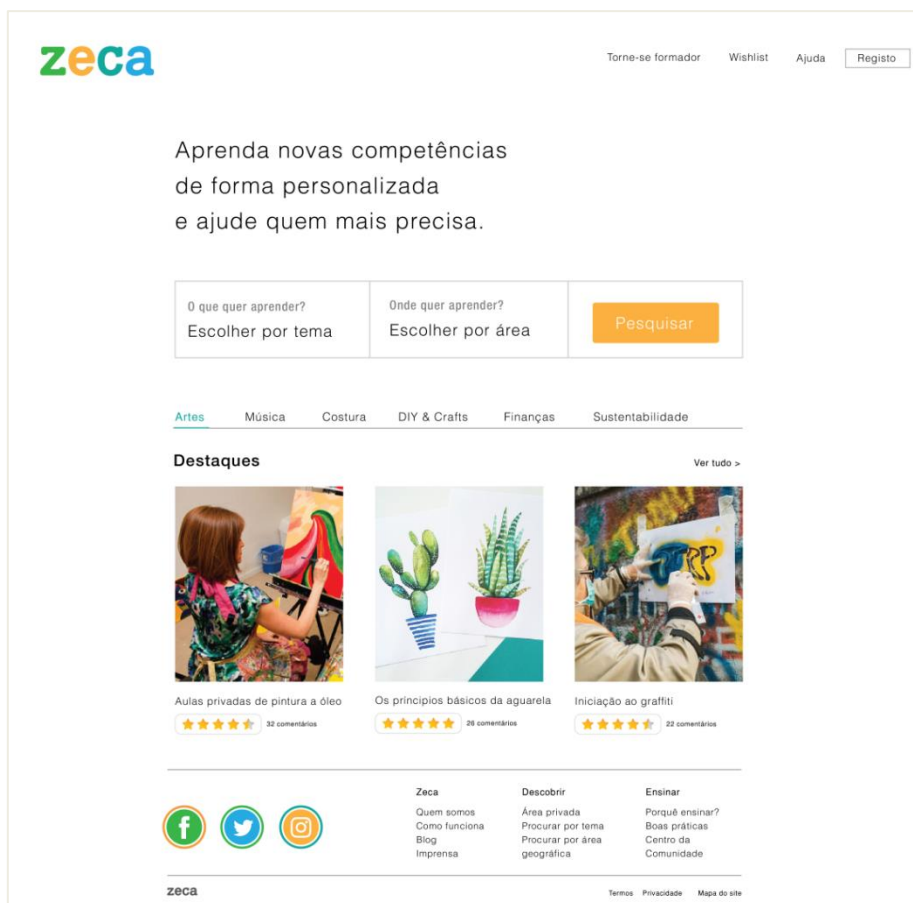 zeca
Torne-se formador Wishlist Ajuda Registo
Aprenda novas competências
de forma personalizada
e ajude quem mais precisa.
O que quer aprender?
Escolher por tema
Onde quer aprender?
Escolher por área
Pesquisar
Artes Música Costura DIY & Crafts Finanças Sustentabilidade
Destaques
Ver tudo >
Aulas privadas de pintura a óleo
32 comentários
Os príncipios básicos da aguarela
26 comentários
Iniciação ao graffiti
22 comentários
Zeca
Quem somos
Como funciona
Blog
Imprensa
Descobrir
Área privada
Procurar por tema
Procurar por área
geográfica
Ensinar
Porquê ensinar?
Boas práticas
Centro da
Comunidade
zeca
Termos Privacidade Mapa do site